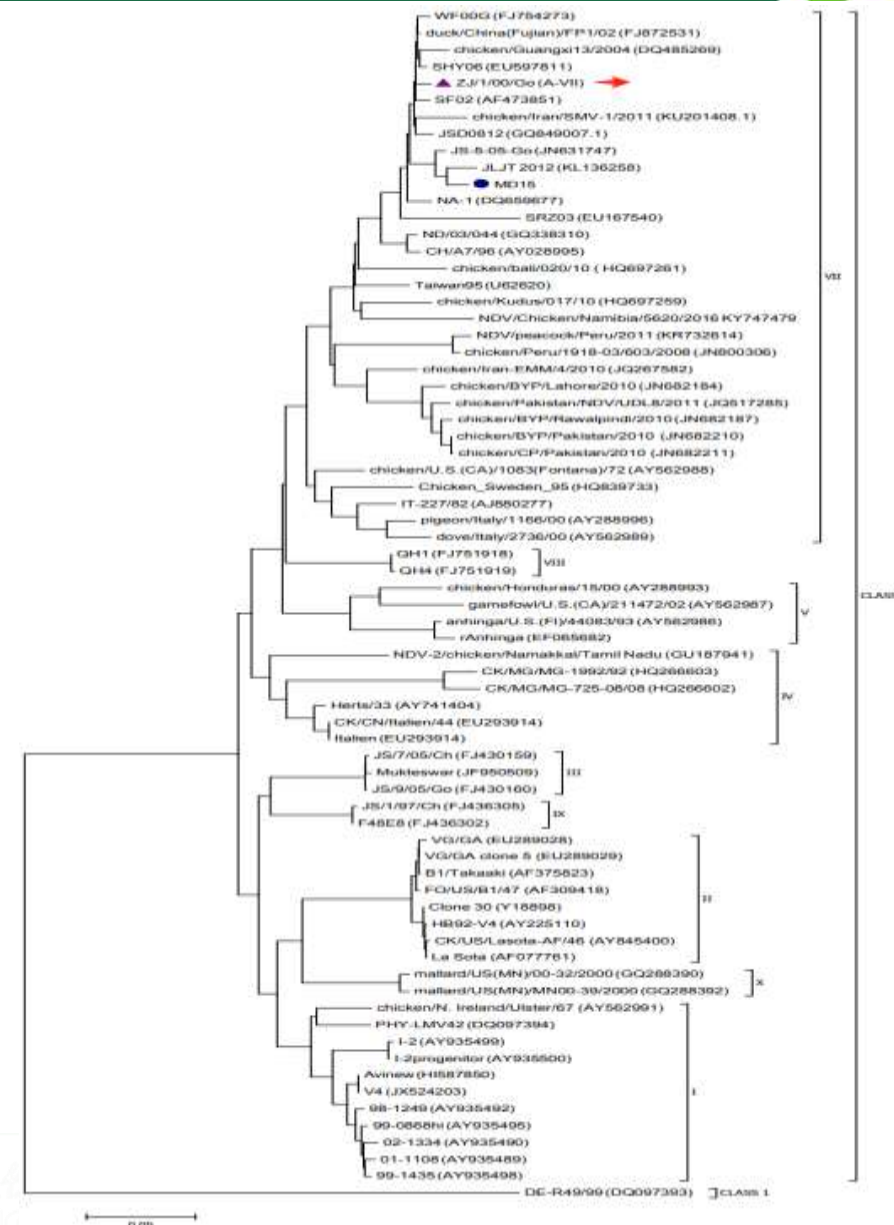 WF00G (FJ754273)
duck/China(Fujian)/FP1/02 (FJ872531)
chicken/Guangxi13/2004 (DQ485269)
SHY06 (EU597811)
ZJ/1/00/Go (A-VII)
SF02 (AF473851)
chicken/Iran/SMV-1/2011 (KU201408.1)
JSD0812 (GQ849007.1)
JS-5-05-Go (JN631747)
JLJT 2012 (KL136258)
MD15
NA-1 (DQ659677)
SRZ03 (EU167540)
ND/03/044 (GQ338310)
CH/A7/96 (AY028995)
chicken/bali/020/10 ( HQ697261)
Taiwan95 (U62620)
chicken/Kudus/017/10 (HQ697259)
NDV/Chicken/Namibia/5620/2016 KY747479
VII
NDV/peacock/Peru/2011 (KR732614)
chicken/Peru/1918-03/603/2008 (JN800306)
chicken/Iran-EMM/4/2010 (JQ267582)
chicken/BYP/Lahore/2010 (JN682184)
chicken/Pakistan/NDV/UDL8/2011 (JQ517285)
chicken/BYP/Rawalpindi/2010 (JN682187)
chicken/BYP/Pakistan/2010 (JN682210)
chicken/CP/Pakistan/2010 (JN682211)
chicken/U.S.(CA)/1083(Fontana)/72 (AY562988)
Chicken_Sweden_95 (HQ839733)
IT-227/82 (AJ880277)
pigeon/Italy/1166/00 (AY288996)
dove/Italy/2736/00 (AY562989)
QH1 (FJ751918)
QH4 (FJ751919)
VIII
chicken/Honduras/15/00 (AY288993)
gamefowl/U.S.(CA)/211472/02 (AY562987)
anhinga/U.S.(Fl)/44083/93 (AY562986)
rAnhinga (EF065682)
V
CLASS
NDV-2/chicken/Namakkal/Tamil Nadu (GU187941)
CK/MG/MG-1992/92 (HQ266603)
CK/MG/MG-725-08/08 (HQ266602)
Herts/33 (AY741404)
CK/CN/Italien/44 (EU293914)
Italien (EU293914)
IV
JS/7/05/Ch (FJ430159)
Mukteswar (JF950509)
JS/9/05/Go (FJ430160)
III
JS/1/97/Ch (FJ436305)
F48E8 (FJ436302)
IX
VG/GA (EU289028)
VG/GA clone 5 (EU289029)
B1/Takaaki (AF375823)
FO/US/B1/47 (AF309418)
Clone 30 (Y18898)
HB92-V4 (AY225110)
CK/US/Lasota-AF/46 (AY845400)
La Sota (AF077761)
II
mallard/US(MN)/00-32/2000 (GQ288390)
mallard/US(MN)/MN00-39/2000 (GQ288392)
X
chicken/N. Ireland/Ulster/67 (AY562991)
PHY-LMV42 (DQ097394)
I-2 (AY935499)
I-2progenitor (AY935500)
Avinew (HI587850)
V4 (JX524203)
98-1249 (AY935492)
99-0868hi (AY935495)
02-1334 (AY935490)
01-1108 (AY935489)
99-1435 (AY935498)
I
DE-R49/99 (DQ097393)
CLASS 1